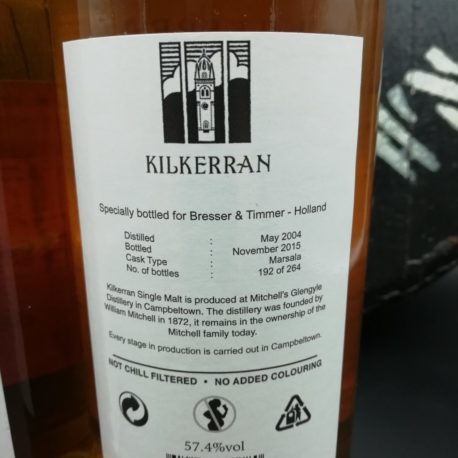 KILKERRAN
Specially bottled for Bresser & Timmer - Holland
Distilled : May 2004
Bottled : November 2015
Cask Type : Marsala
No. of bottles : 192 of 264
Kilkerran Single Malt is produced at Mitchell's Glengyle
Distillery in Campbeltown. The distillery was founded by
William Mitchell in 1872, it remains in the ownership of the
Mitchell family today.
Every stage in production is carried out in Campbeltown.
NOT CHILL FILTERED • NO ADDED COLOURING
57.4%vol